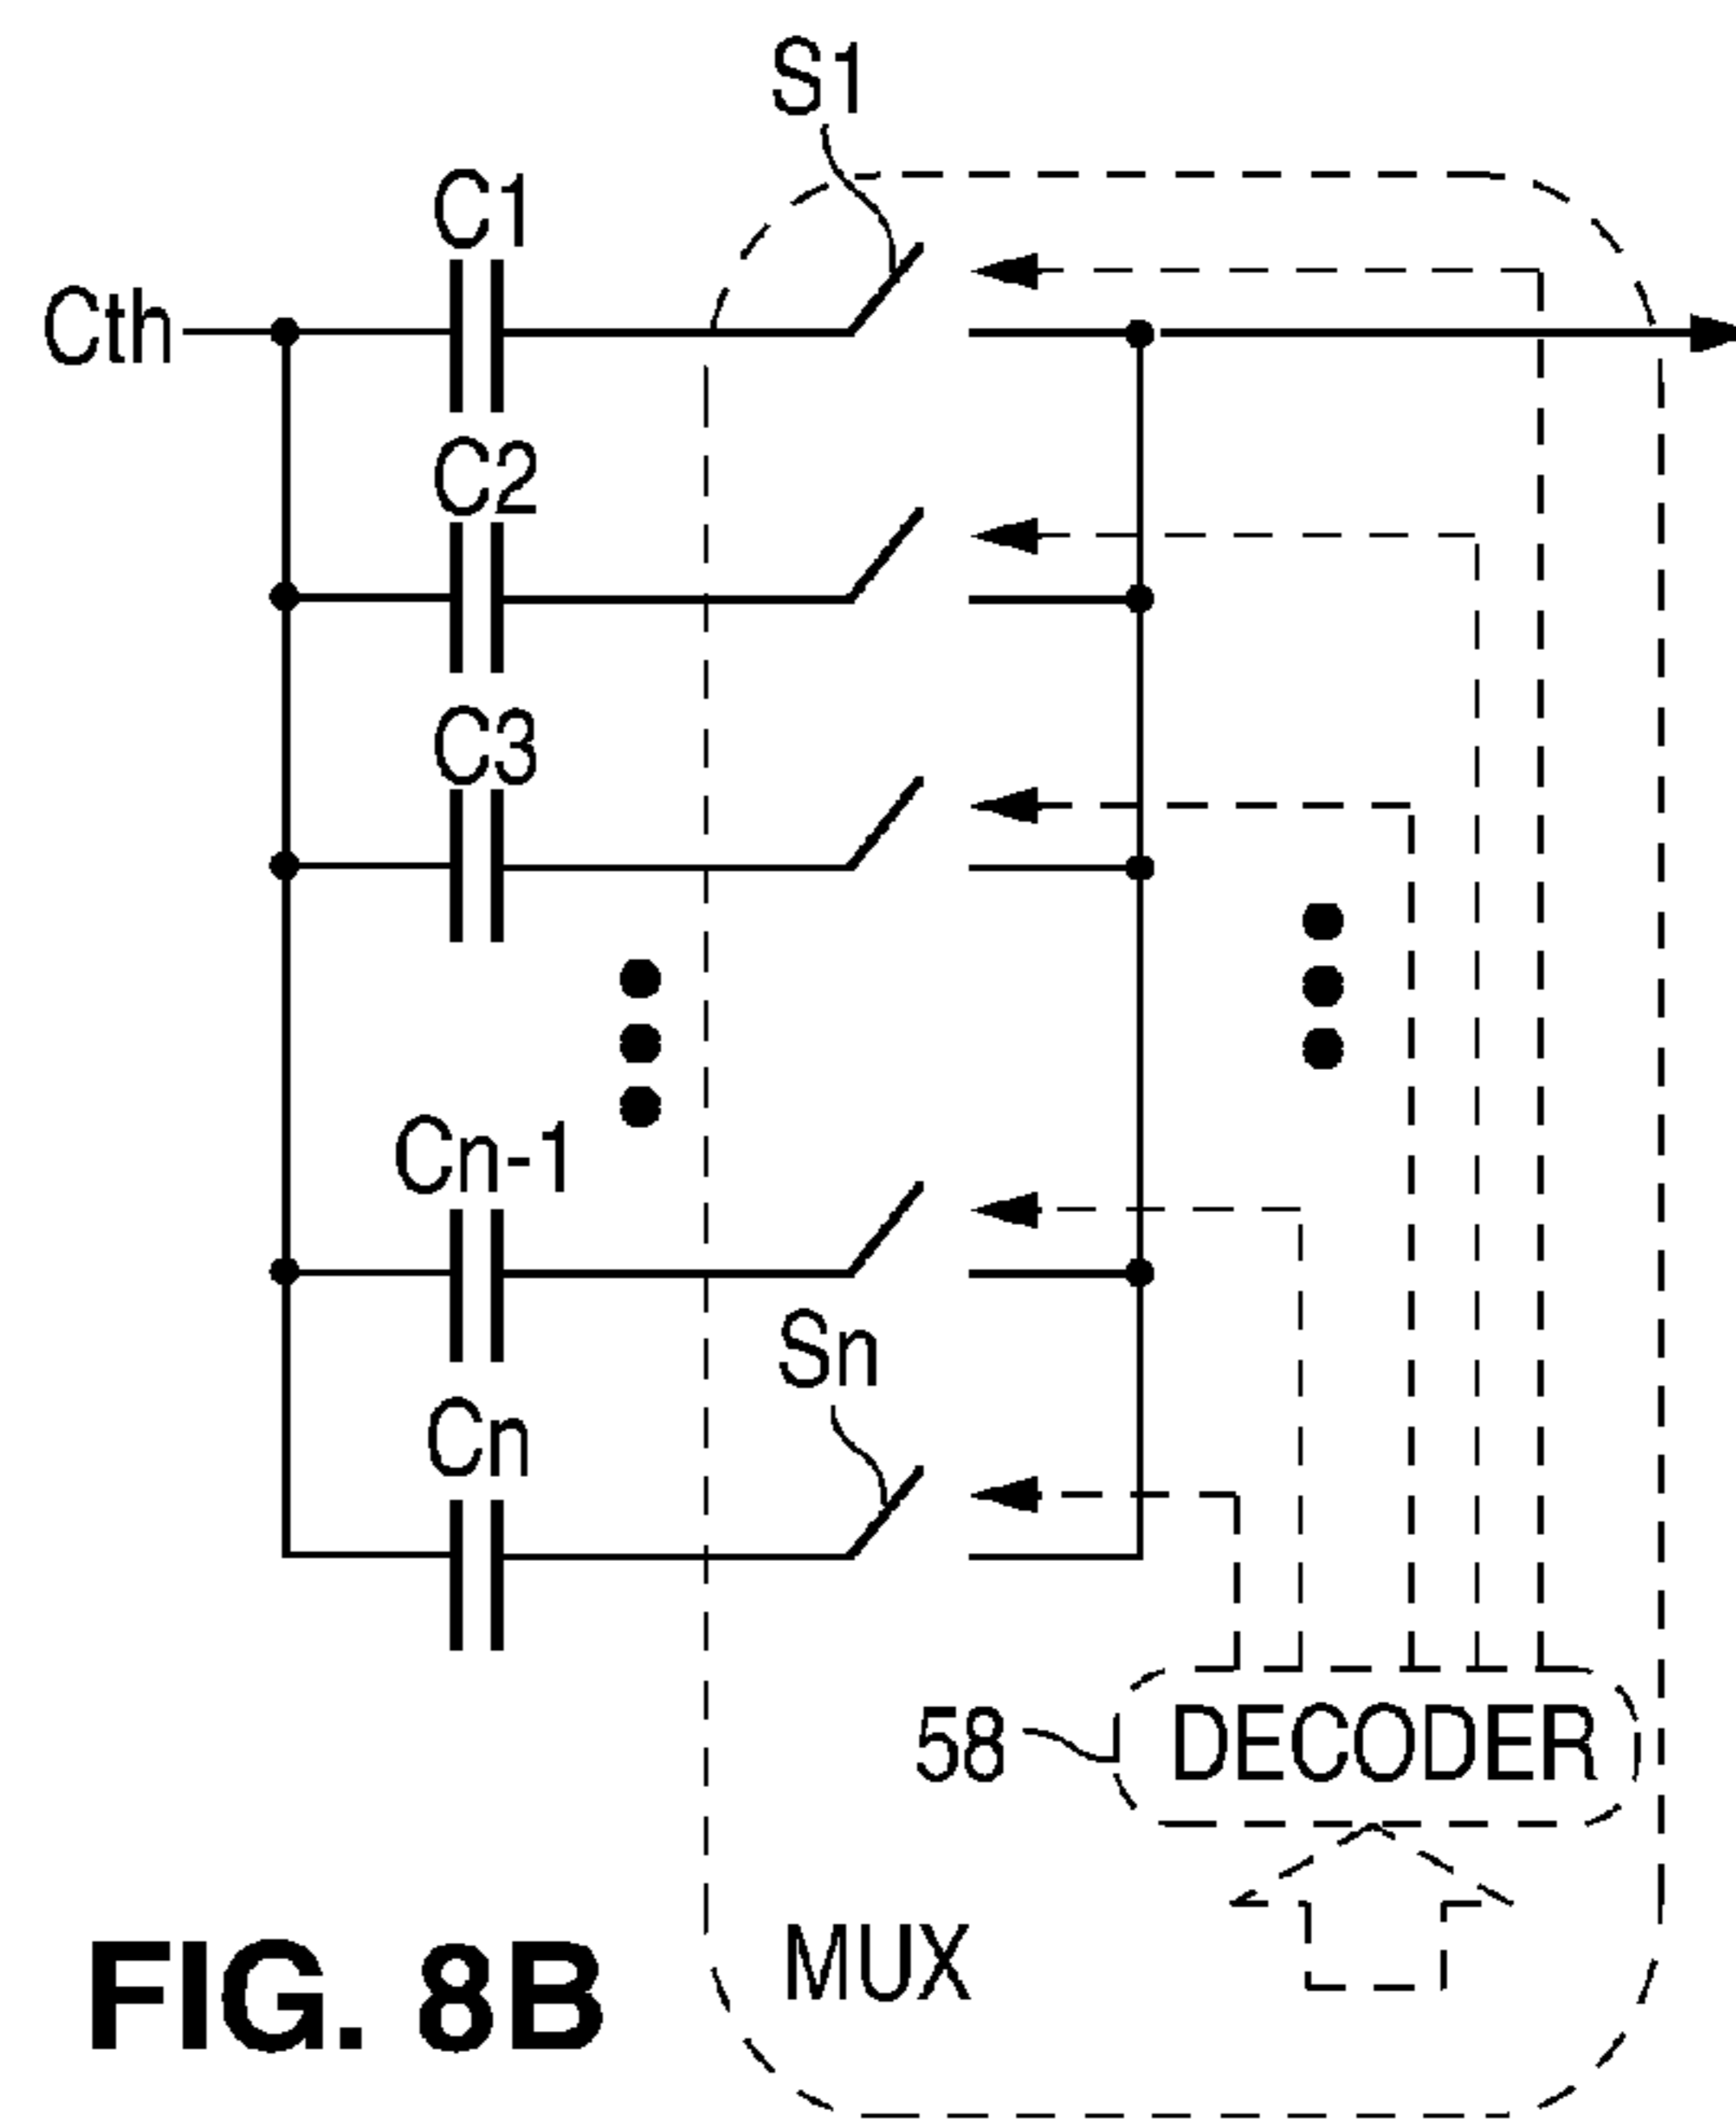 S1
C1
Cth
C2
C3
Cn-1
Sn
Cn
58
DECODER
MUX
FIG. 8B